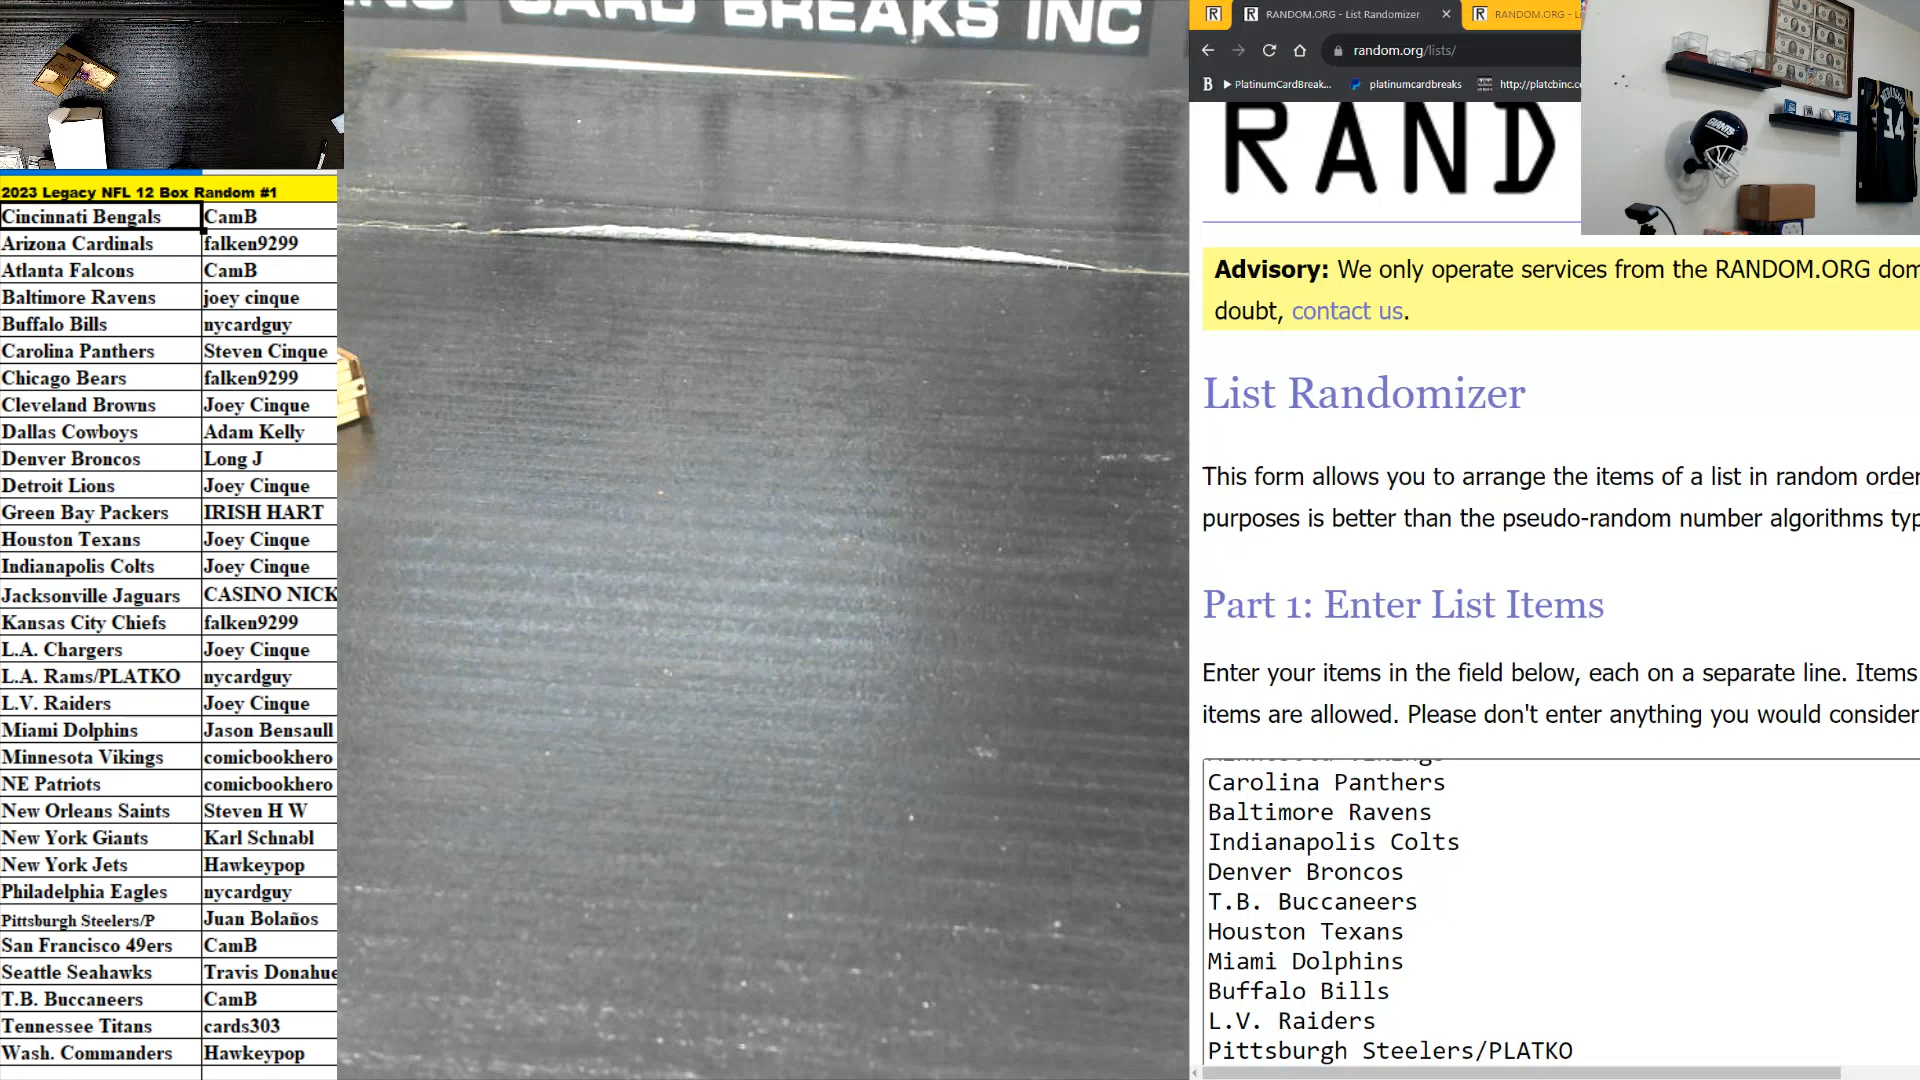 2023 Legacy NFL 12 Box Random #1
Cincinnati Bengals CamB
Arizona Cardinals falken9299
Atlanta Falcons CamB
Baltimore Ravens joey cinque
Buffalo Bills nycardguy
Carolina Panthers Steven Cinque
Chicago Bears falken9299
Cleveland Browns Joey Cinque
Dallas Cowboys Adam Kelly
Denver Broncos Long J
Detroit Lions Joey Cinque
Green Bay Packers IRISH HART
Houston Texans Joey Cinque
Indianapolis Colts Joey Cinque
Jacksonville Jaguars CASINO NICK
Kansas City Chiefs falken9299
L.A. Chargers Joey Cinque
L.A. Rams/PLATKO nycardguy
L.V. Raiders Joey Cinque
Miami Dolphins Jason Bensaull
Minnesota Vikings comicbookhero
NE Patriots comicbookhero
New Orleans Saints Steven H W
New York Giants Karl Schnabl
New York Jets Hawkeypop
Philadelphia Eagles nycardguy
Pittsburgh Steelers/P Juan Bolaños
San Francisco 49ers CamB
Seattle Seahawks Travis Donahue
T.B. Buccaneers CamB
Tennessee Titans cards303
Wash. Commanders Hawkeypop
CARD BREAKS INC
RANDOM.ORG - List Randomizer
RANDOM.ORG - Li
random.org/lists/
PlatinumCardBreak...
platinumcardbreaks
http://platcbinc.c
GIANTS
34
RAND
Advisory: We only operate services from the RANDOM.ORG dom
doubt, contact us.
List Randomizer
This form allows you to arrange the items of a list in random order
purposes is better than the pseudo-random number algorithms typ
Part 1: Enter List Items
Enter your items in the field below, each on a separate line. Items
items are allowed. Please don't enter anything you would consider
Minnesota Vikings
Carolina Panthers
Baltimore Ravens
Indianapolis Colts
Denver Broncos
T.B. Buccaneers
Houston Texans
Miami Dolphins
Buffalo Bills
L.V. Raiders
Pittsburgh Steelers/PLATKO